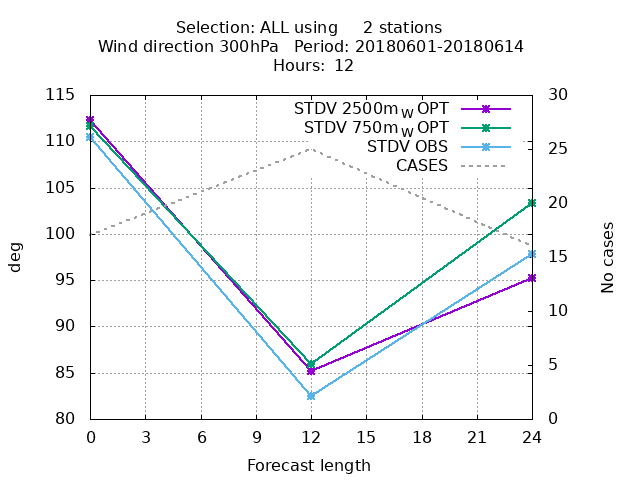 Selection: ALL using     2 stations
Wind direction 300hPa   Period: 20180601-20180614
Hours: 12
115
110
105
100
95
90
85
80
deg
30
25
20
15
10
5
0
No cases
STDV 2500m W OPT
STDV 750m W OPT
STDV OBS
CASES
0 3 6 9 12 15 18 21 24
Forecast length